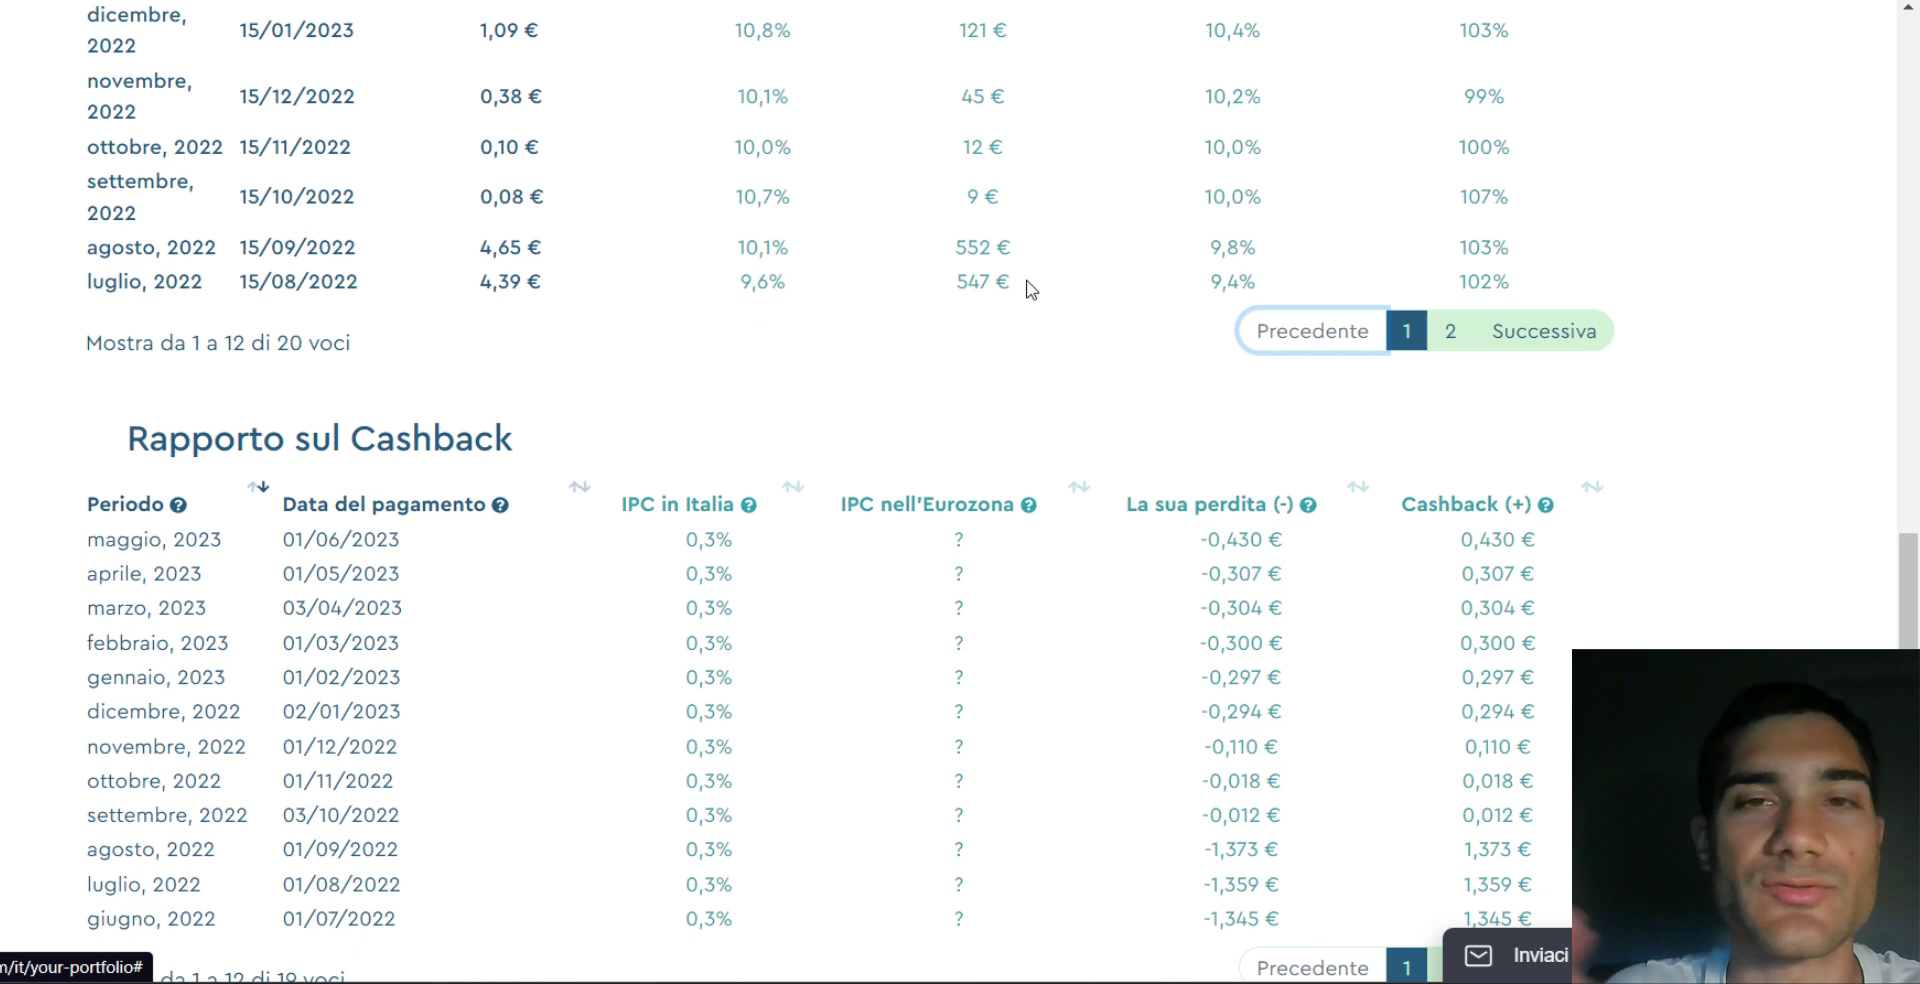 dicembre,
2022 15/01/2023 1,09 € 10,8% 121 € 10,4% 103%
novembre,
2022 15/12/2022 0,38 € 10,1% 45 € 10,2% 99%
ottobre, 2022 15/11/2022 0,10 € 10,0% 12 € 10,0% 100%
settembre,
2022 15/10/2022 0,08 € 10,7% 9 € 10,0% 107%
agosto, 2022 15/09/2022 4,65 € 10,1% 552 € 9,8% 103%
luglio, 2022 15/08/2022 4,39 € 9,6% 547 € 9,4% 102%
Precedente 1 2 Successiva
Mostra da 1 a 12 di 20 voci
Rapporto sul Cashback
Periodo Data del pagamento IPC in Italia IPC nell'Eurozona La sua perdita (-) Cashback (+)
maggio, 2023 01/06/2023 0,3% ? -0,430 € 0,430 €
aprile, 2023 01/05/2023 0,3% ? -0,307 € 0,307 €
marzo, 2023 03/04/2023 0,3% ? -0,304 € 0,304 €
febbraio, 2023 01/03/2023 0,3% ? -0,300 € 0,300 €
gennaio, 2023 01/02/2023 0,3% ? -0,297 € 0,297 €
dicembre, 2022 02/01/2023 0,3% ? -0,294 € 0,294 €
novembre, 2022 01/12/2022 0,3% ? -0,110 € 0,110 €
ottobre, 2022 01/11/2022 0,3% ? -0,018 € 0,018 €
settembre, 2022 03/10/2022 0,3% ? -0,012 € 0,012 €
agosto, 2022 01/09/2022 0,3% ? -1,373 € 1,373 €
luglio, 2022 01/08/2022 0,3% ? -1,359 € 1,359 €
giugno, 2022 01/07/2022 0,3% ? -1,345 € 1,345 €
Inviaci
m/it/your-portfolio# da 1 a 12 di 19 voci Precedente 1